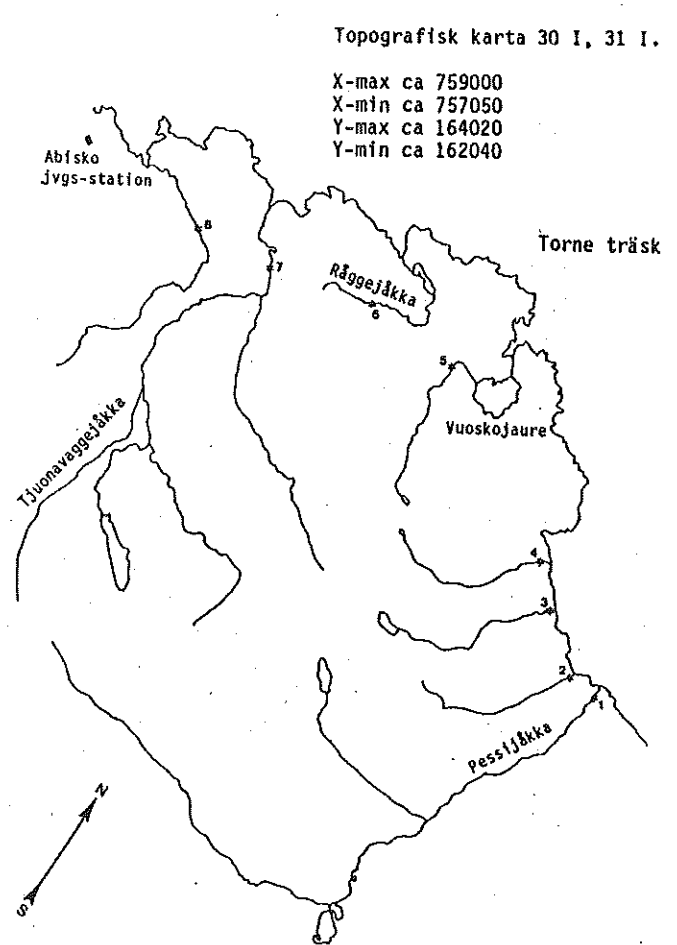 Topografisk karta 30 I, 31 I.
X-max ca 759000
X-min ca 757050
Y-max ca 164020
Y-min ca 162040
Abisko
jvgs-station
8
7
Torne träsk
Råggejåkka
6
5
Vuoskojaure
Tjuonavaggejåkka
4
3
2
1
Pessijåkka
N
S